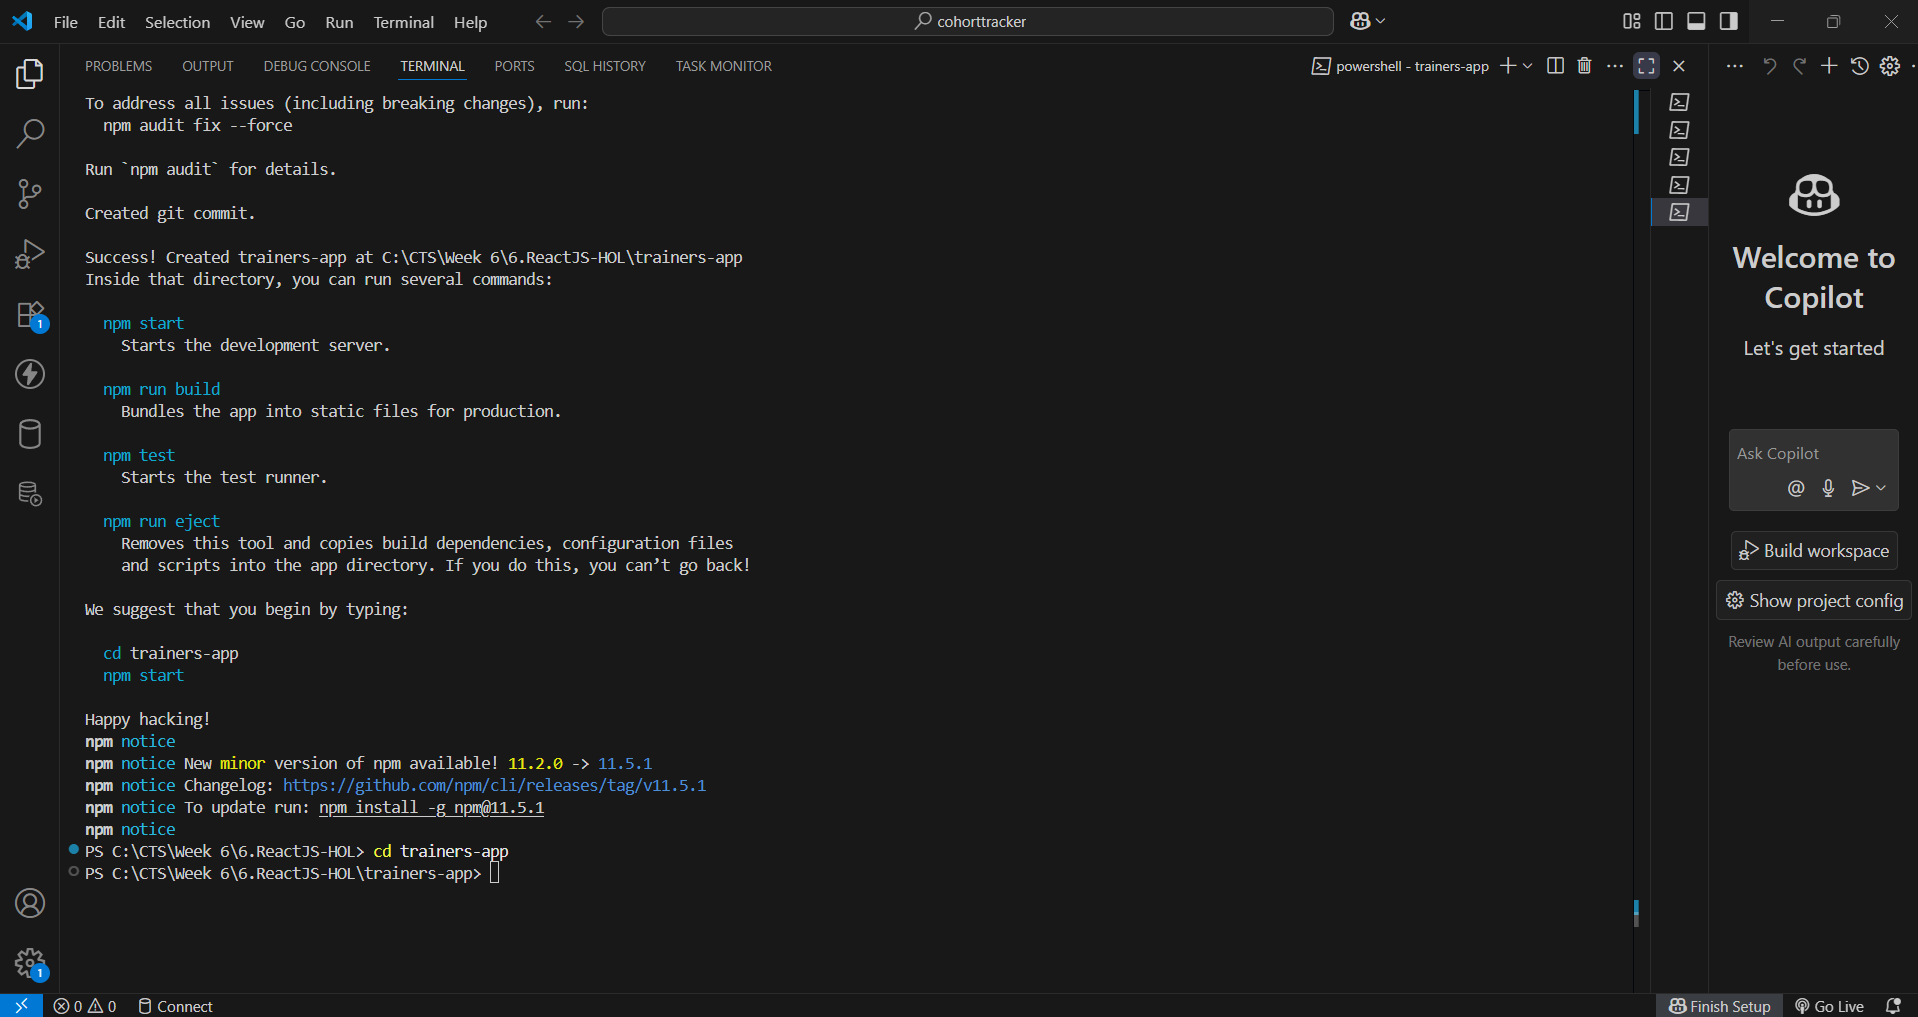 File Edit Selection View Go Run Terminal Help
cohorttracker
PROBLEMS OUTPUT DEBUG CONSOLE TERMINAL PORTS SQL HISTORY TASK MONITOR
powershell - trainers-app
To address all issues (including breaking changes), run:
npm audit fix --force
Run `npm audit` for details.
Created git commit.
Success! Created trainers-app at C:\CTS\Week 6\6.ReactJS-HOL\trainers-app
Inside that directory, you can run several commands:
npm start
Starts the development server.
npm run build
Bundles the app into static files for production.
npm test
Starts the test runner.
npm run eject
Removes this tool and copies build dependencies, configuration files
and scripts into the app directory. If you do this, you can’t go back!
We suggest that you begin by typing:
cd trainers-app
npm start
Happy hacking!
npm notice
npm notice New minor version of npm available! 11.2.0 -> 11.5.1
npm notice Changelog: https://github.com/npm/cli/releases/tag/v11.5.1
npm notice To update run: npm install -g npm@11.5.1
npm notice
PS C:\CTS\Week 6\6.ReactJS-HOL> cd trainers-app
PS C:\CTS\Week 6\6.ReactJS-HOL\trainers-app>
Welcome to
Copilot
Let's get started
Ask Copilot
@
Build workspace
Show project config
Review AI output carefully
before use.
1
1
0 0 Connect
Finish Setup Go Live